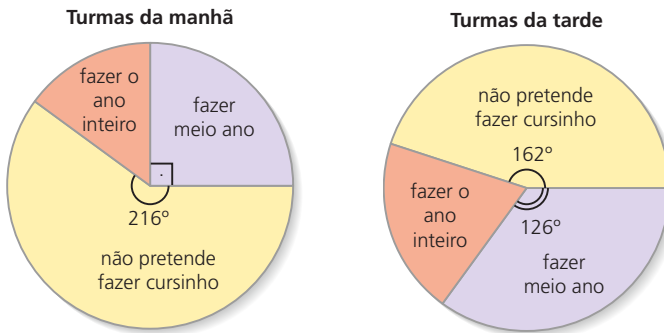 Turmas da manhã
fazer o
ano
inteiro
fazer
meio ano
216º
não pretende
fazer cursinho
Turmas da tarde
não pretende
fazer cursinho
162º
fazer o
ano
inteiro
126º
fazer
meio ano